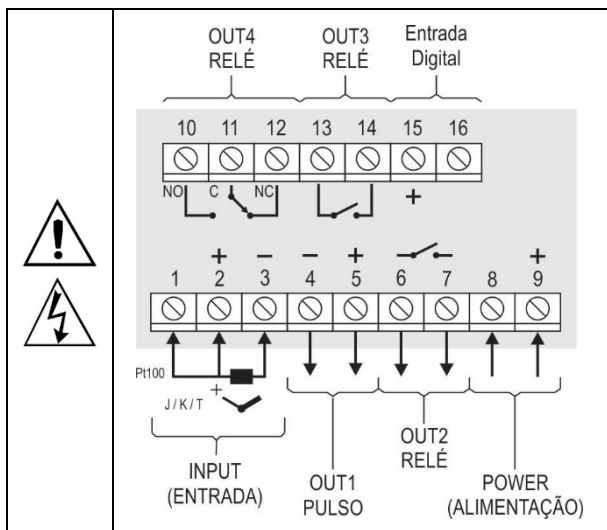 OUT4 OUT3 Entrada
RELÉ RELÉ Digital
10 11 12 13 14 15 16
NO C NC +
+ − − + +
1 2 3 4 5 6 7 8 9
Pt100
J / K / T +
INPUT
(ENTRADA)
OUT1
PULSO
OUT2
RELÉ
POWER
(ALIMENTAÇÃO)